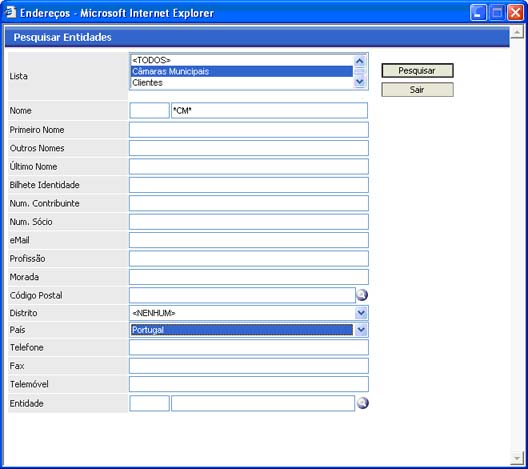 Endereços - Microsoft Internet Explorer
Pesquisar Entidades
Lista
<TODOS>
Câmaras Municipais
Clientes
Pesquisar
Sair
Nome *CM*
Primeiro Nome
Outros Nomes
Último Nome
Bilhete Identidade
Num. Contribuinte
Num. Sócio
eMail
Profissão
Morada
Código Postal
Distrito <NENHUM>
País Portugal
Telefone
Fax
Telemóvel
Entidade